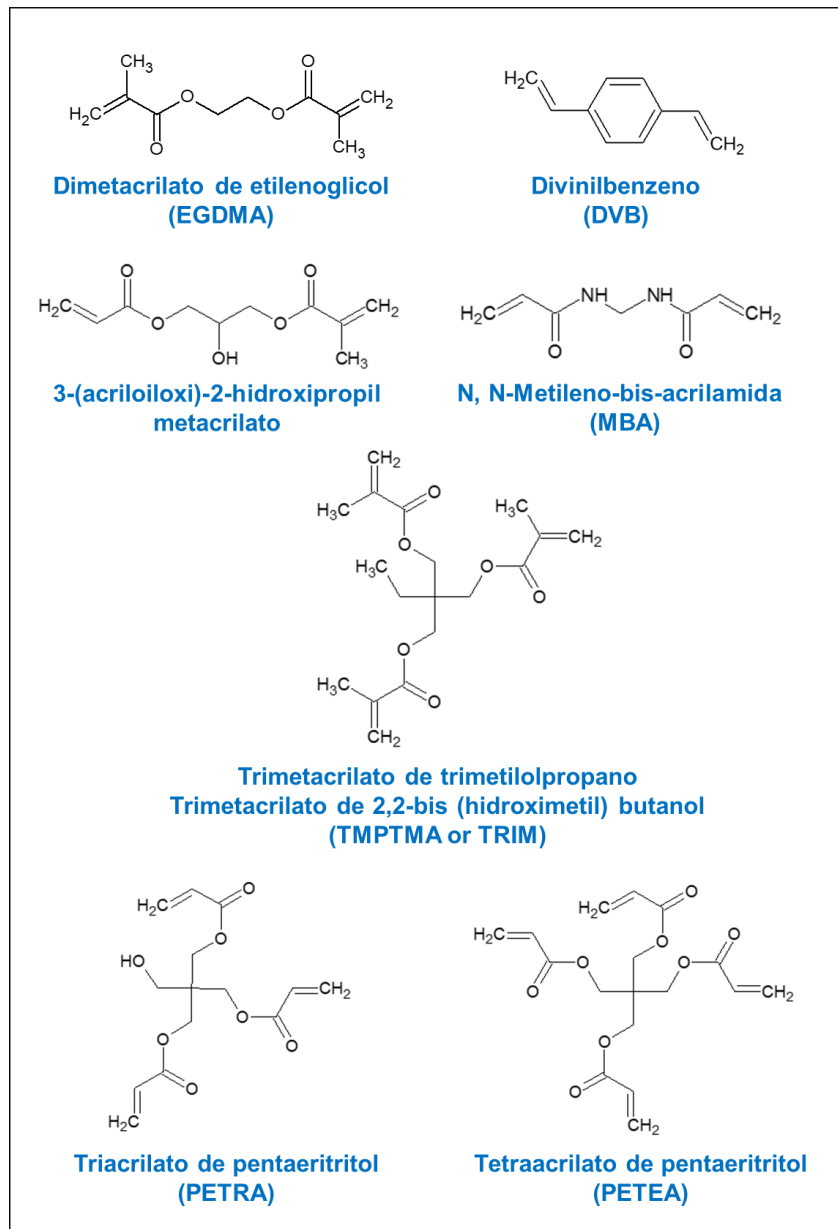 CH3
O
H2C
O
O
CH2
O
CH3
Dimetacrilato de etilenoglicol
(EGDMA)
H2C
CH2
Divinilbenzeno
(DVB)
O
O
H2C
O
O
CH2
OH
CH3
3-(acriloiloxi)-2-hidroxipropil
metacrilato
H2C
NH
NH
CH2
O
O
N, N-Metileno-bis-acrilamida
(MBA)
CH2
H3C
O
O
H3C
CH2
O
O
H3C
O
H3C
O
CH2
Trimetacrilato de trimetilolpropano
Trimetacrilato de 2,2-bis (hidroximetil) butanol
(TMPTMA or TRIM)
H2C
O
O
HO
O
CH2
O
O
O
H2C
Triacrilato de pentaeritritol
(PETRA)
H2C
O
O
H2C
O
O
O
O
CH2
O
O
CH2
Tetraacrilato de pentaeritritol
(PETEA)